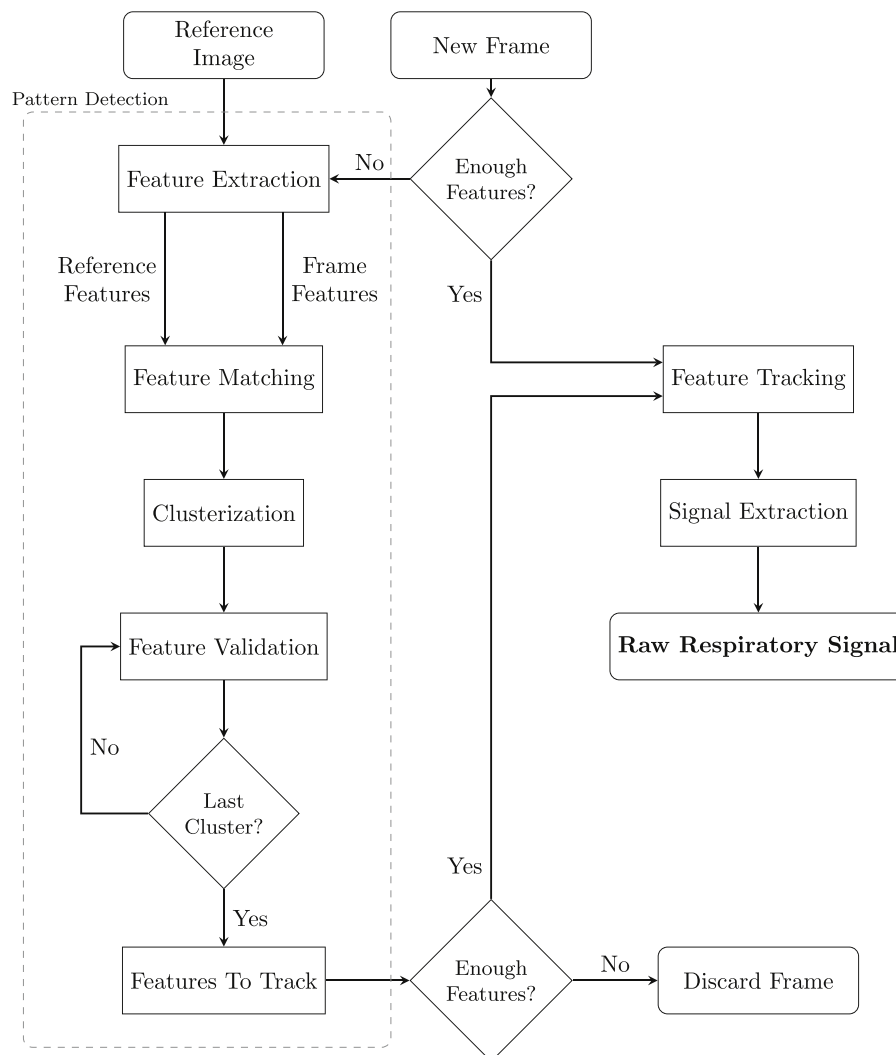 Reference
Image
New Frame
Pattern Detection
Feature Extraction
No
Enough
Features?
Reference
Features
Frame
Features
Yes
Feature Matching
Feature Tracking
Clusterization
Signal Extraction
Feature Validation
Raw Respiratory Signal
No
Last
Cluster?
Yes
Yes
Features To Track
Enough
Features?
No
Discard Frame